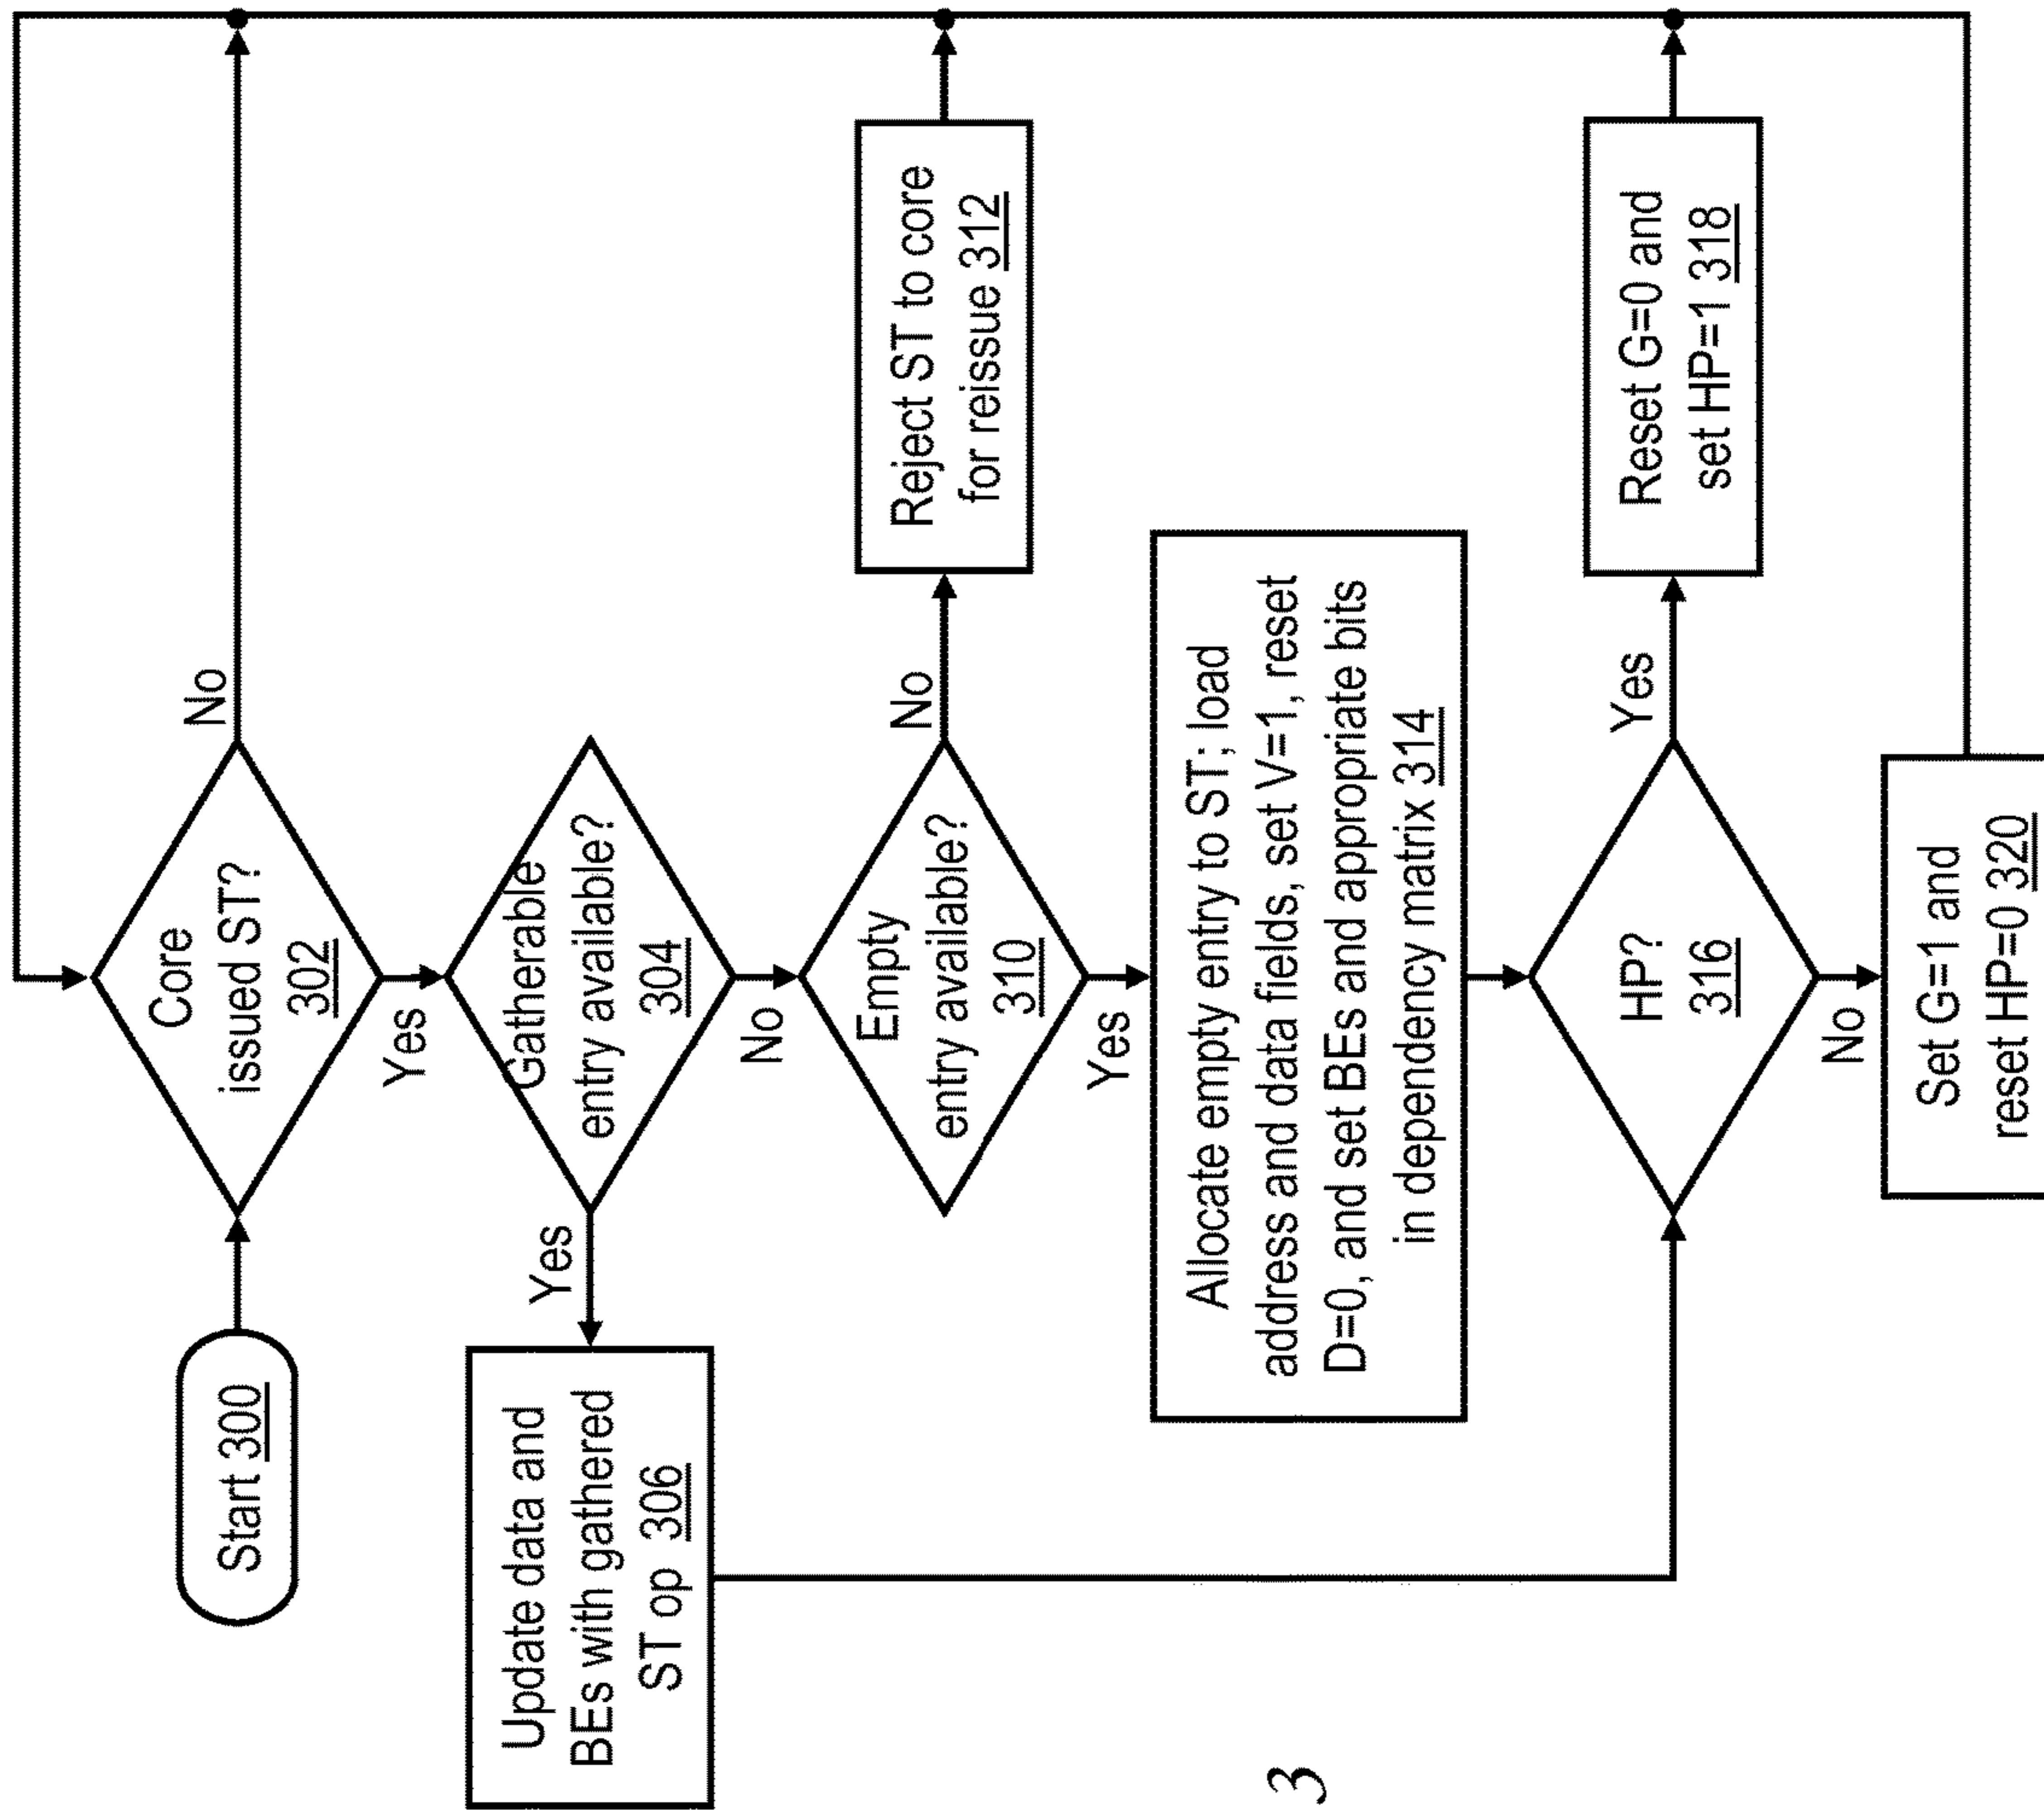 Start 300
Core
issued ST?
302
No
Yes
Gatherable
entry available?
304
Yes
No
Update data and
BEs with gathered
ST op 306
Empty
entry available?
310
No
Yes
Reject ST to core
for reissue 312
Allocate empty entry to ST; load
address and data fields, set V=1, reset
D=0, and set BEs and appropriate bits
in dependency matrix 314
HP?
316
Yes
No
Reset G=0 and
set HP=1 318
Set G=1 and
reset HP=0 320
3